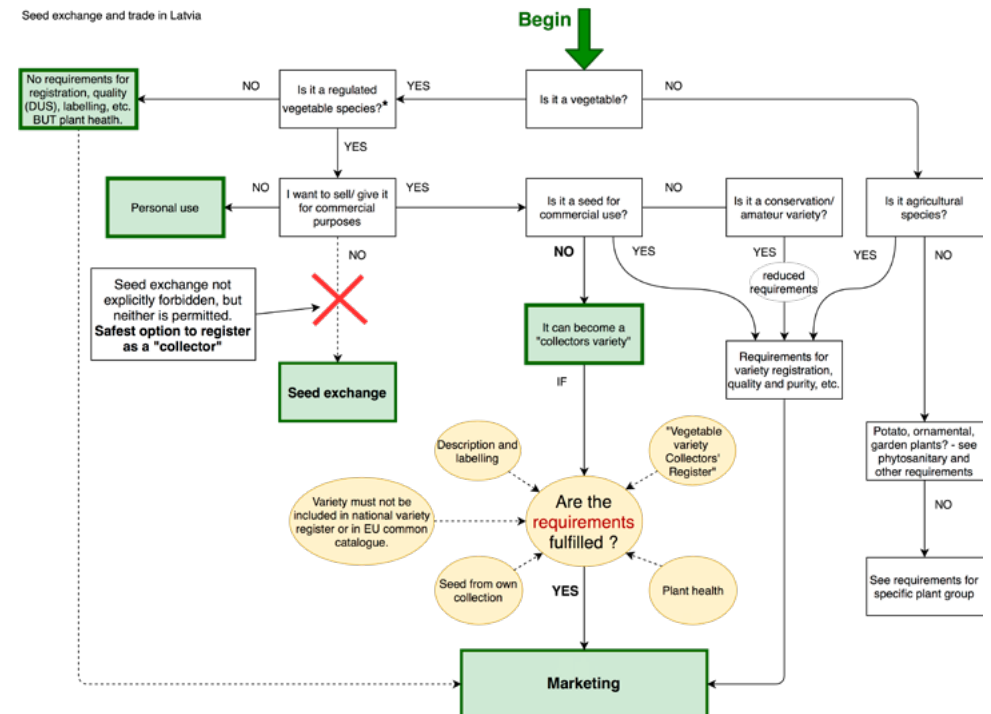 Seed exchange and trade in Latvia
Begin
No requirements for
registration, quality
(DUS), labelling, etc.
BUT plant heatlh.
NO
Is it a regulated
vegetable species?*
YES
Is it a vegetable?
NO
YES
Personal use
NO
I want to sell/ give it
for commercial
purposes
YES
Is it a seed for
commercial use?
NO
Is it a conservation/
amateur variety?
Is it agricultural
species?
NO
NO
YES
YES
YES
NO
reduced
requirements
Seed exchange not
explicitly forbidden, but
neither is permitted.
Safest option to register
as a "collector"
It can become a
"collectors variety"
Requirements for
variety registration,
quality and purity, etc.
Seed exchange
IF
Potato, ornamental,
garden plants? - see
phytosanitary and
other requirements
Description and
labelling
"Vegetable
variety
Collectors'
Register"
Variety must not be
included in national variety
register or in EU common
catalogue.
Are the
requirements
fulfilled ?
NO
Seed from own
collection
YES
Plant health
See requirements for
specific plant group
Marketing